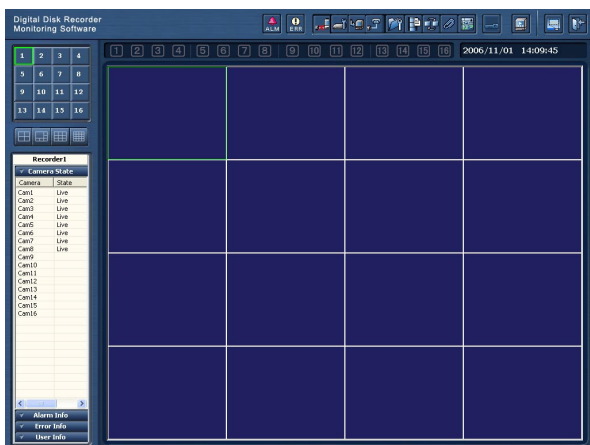 Digital Disk Recorder
Monitoring Software
ALM ERR
1 2 3 4 5 6 7 8 9 10 11 12 13 14 15 16 2006/11/01 14:09:45
1 2 3 4
5 6 7 8
9 10 11 12
13 14 15 16
Recorder1
Camera State
Camera State
Cam1 Live
Cam2 Live
Cam3 Live
Cam4 Live
Cam5 Live
Cam6 Live
Cam7 Live
Cam8 Live
Cam9
Cam10
Cam11
Cam12
Cam13
Cam14
Cam15
Cam16
Alarm Info
Error Info
User Info